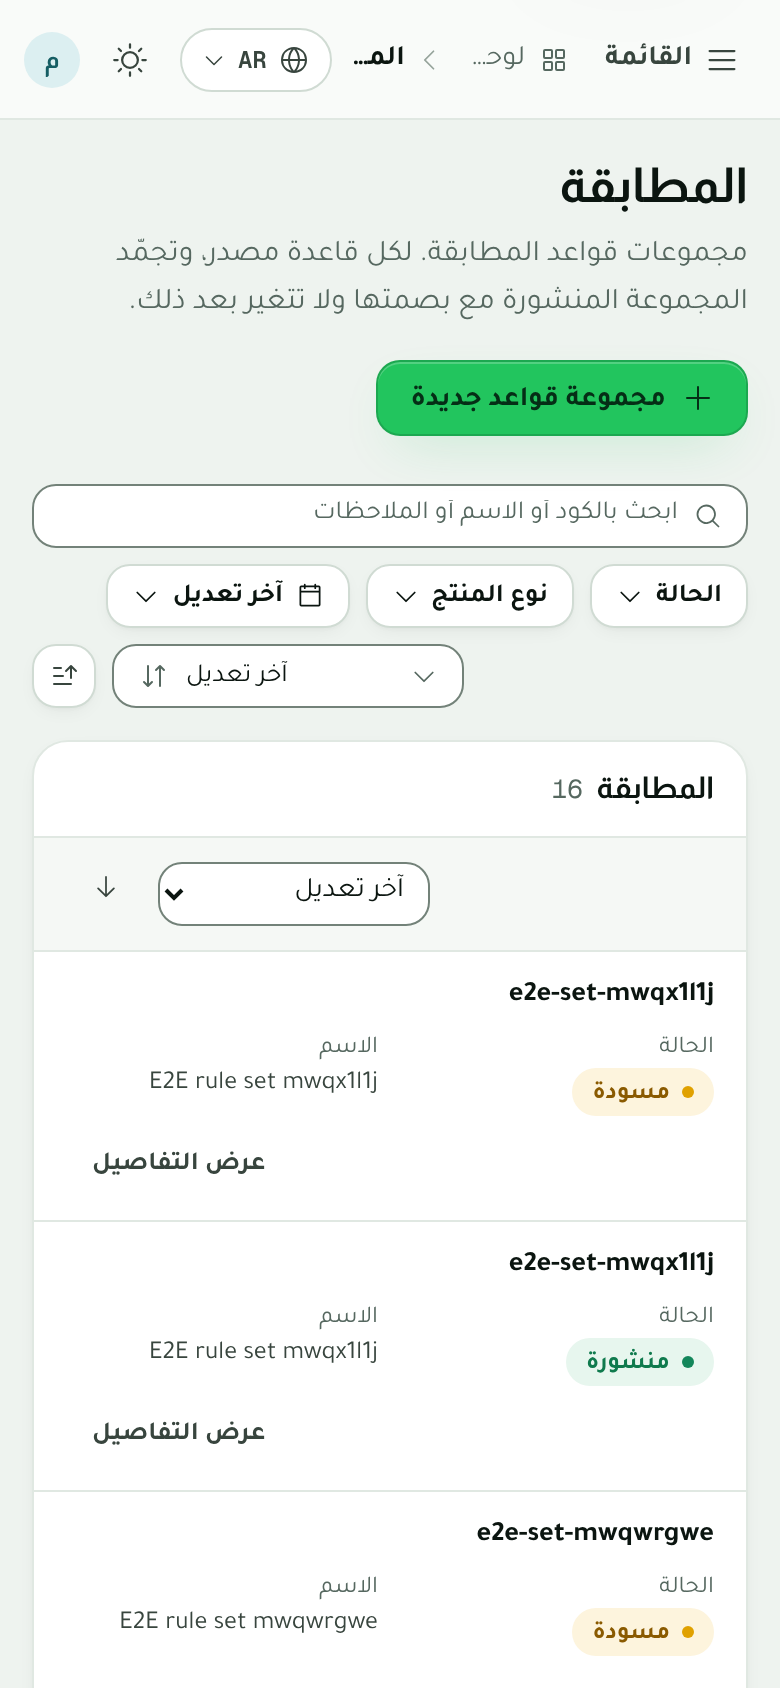 القائمة
لوحـ...
المـ...
AR
م
المطابقة
مجموعات قواعد المطابقة. لكل قاعدة مصدر، وتجمّد
المجموعة المنشورة مع بصمتها ولا تتغير بعد ذلك.
مجموعة قواعد جديدة
ابحث بالكود أو الاسم أو الملاحظات
الحالة
نوع المنتج
آخر تعديل
آخر تعديل
المطابقة 16
آخر تعديل
e2e-set-mwqx1l1j
الحالة
الاسم
مسودة
E2E rule set mwqx1l1j
عرض التفاصيل
e2e-set-mwqx1l1j
الحالة
الاسم
منشورة
E2E rule set mwqx1l1j
عرض التفاصيل
e2e-set-mwqwrgwe
الحالة
الاسم
مسودة
E2E rule set mwqwrgwe